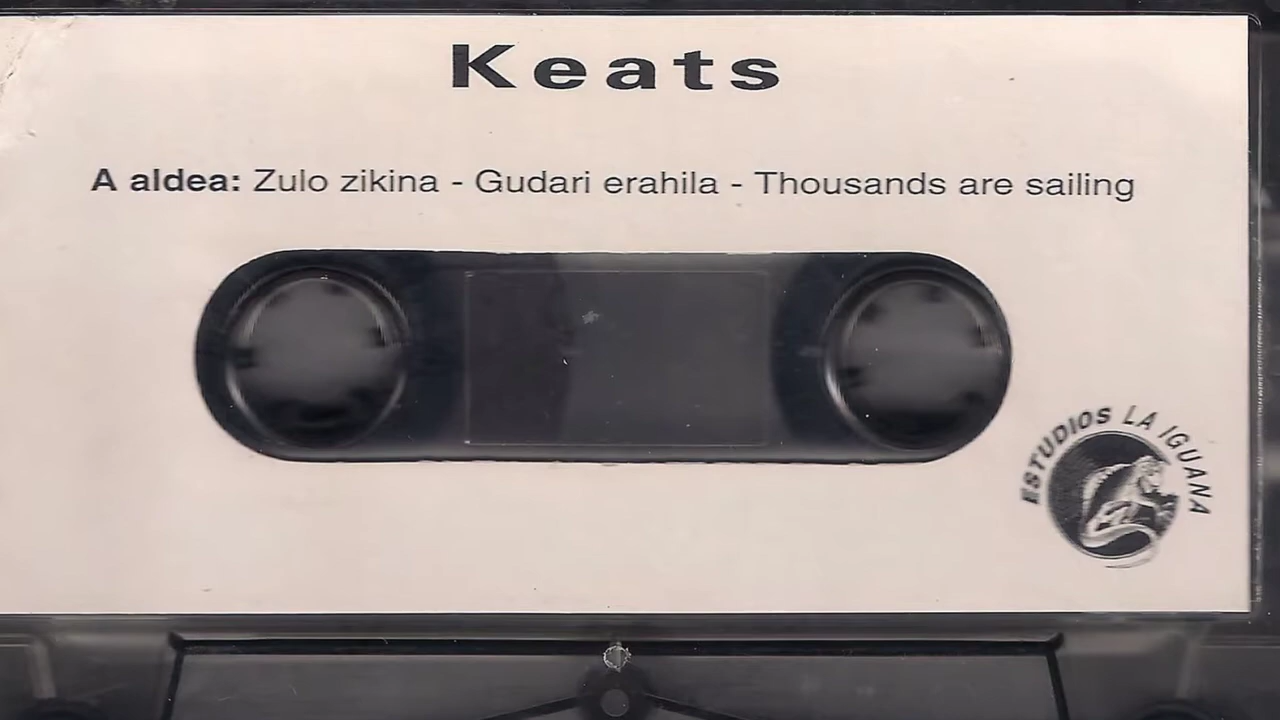 Keats
A aldea: Zulo zikina - Gudari erahila - Thousands are sailing
ESTUDIOS LA IGUANA